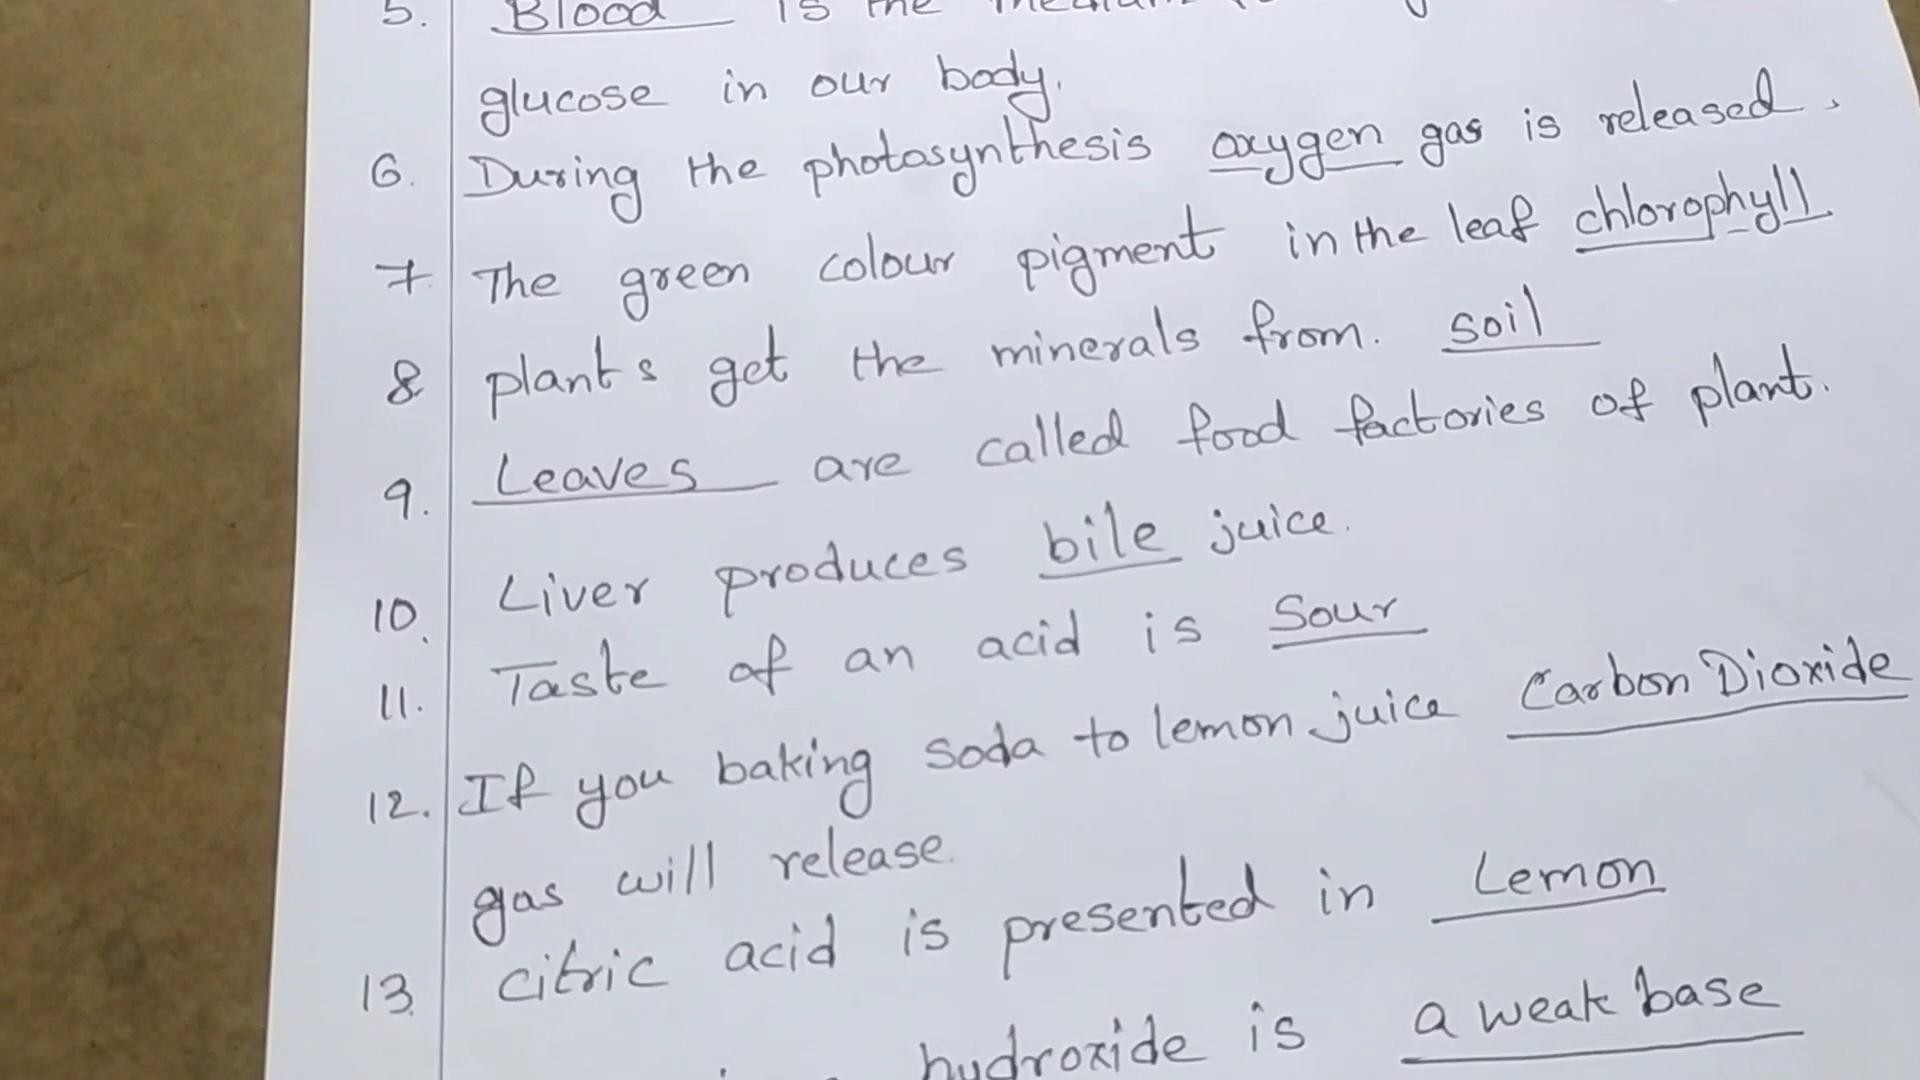 5. Blood is the medium
glucose in our body.
6. During the photosynthesis oxygen gas is released.
7. The green colour pigment in the leaf chlorophyll
8 plants get the minerals from. soil
9. Leaves are called food factories of plant.
10. Liver produces bile juice.
11. Taste of an acid is Sour
12. If you baking soda to lemon juice Carbon Dioxide
gas will release.
13. citric acid is presented in Lemon
hydroxide is a weak base